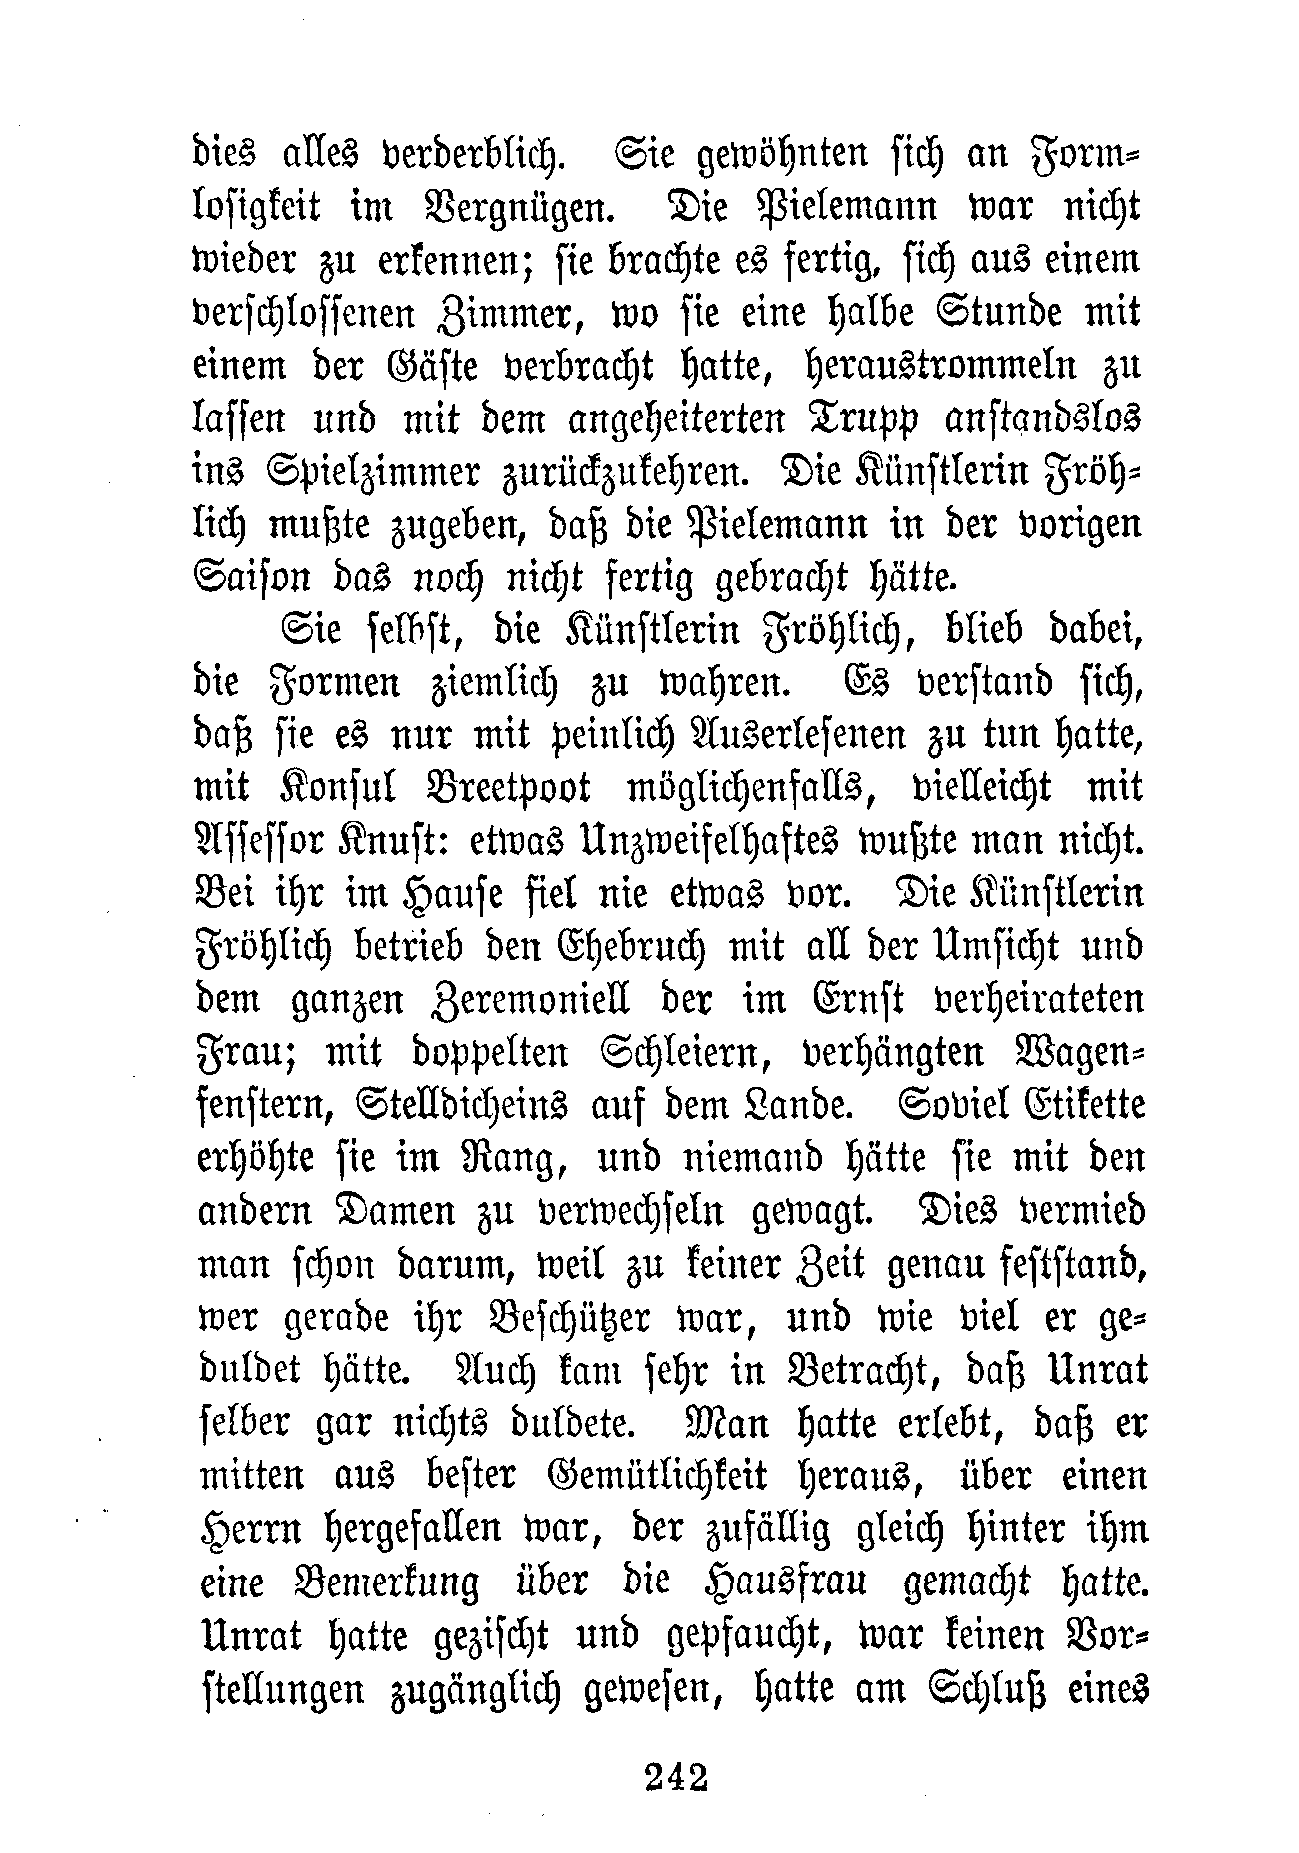 dies alles verderblich. Sie gewöhnten sich an Form-
losigkeit im Vergnügen. Die Pielemann war nicht
wieder zu erkennen; sie brachte es fertig, sich aus einem
verschlossenen Zimmer, wo sie eine halbe Stunde mit
einem der Gäste verbracht hatte, heraustrommeln zu
lassen und mit dem angeheiterten Trupp anstandslos
ins Spielzimmer zurückzukehren. Die Künstlerin Fröh-
lich mußte zugeben, daß die Pielemann in der vorigen
Saison das noch nicht fertig gebracht hätte.
Sie selbst, die Künstlerin Fröhlich, blieb dabei,
die Formen ziemlich zu wahren. Es verstand sich,
daß sie es nur mit peinlich Auserlesenen zu tun hatte,
mit Konsul Breetpoot möglichenfalls, vielleicht mit
Assessor Knust: etwas Unzweifelhaftes wußte man nicht.
Bei ihr im Hause fiel nie etwas vor. Die Künstlerin
Fröhlich betrieb den Ehebruch mit all der Umsicht und
dem ganzen Zeremoniell der im Ernst verheirateten
Frau; mit doppelten Schleiern, verhängten Wagen-
fenstern, Stelldicheins auf dem Lande. Soviel Etikette
erhöhte sie im Rang, und niemand hätte sie mit den
andern Damen zu verwechseln gewagt. Dies vermied
man schon darum, weil zu keiner Zeit genau feststand,
wer gerade ihr Beschützer war, und wie viel er ge-
duldet hätte. Auch kam sehr in Betracht, daß Unrat
selber gar nichts duldete. Man hatte erlebt, daß er
mitten aus bester Gemütlichkeit heraus, über einen
Herrn hergefallen war, der zufällig gleich hinter ihm
eine Bemerkung über die Hausfrau gemacht hatte.
Unrat hatte gezischt und gepfaucht, war keinen Vor-
stellungen zugänglich gewesen, hatte am Schluß eines
242